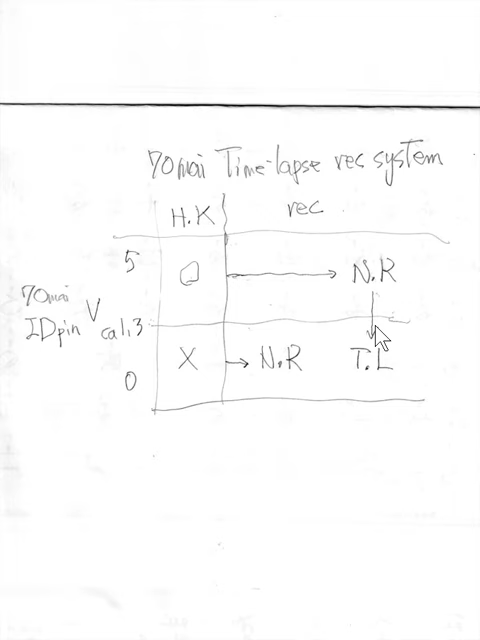 70mai Time-lapse rec system
H.K rec
5 O N.R
70mai
IDpin V cal,3
X N.R T.L
0